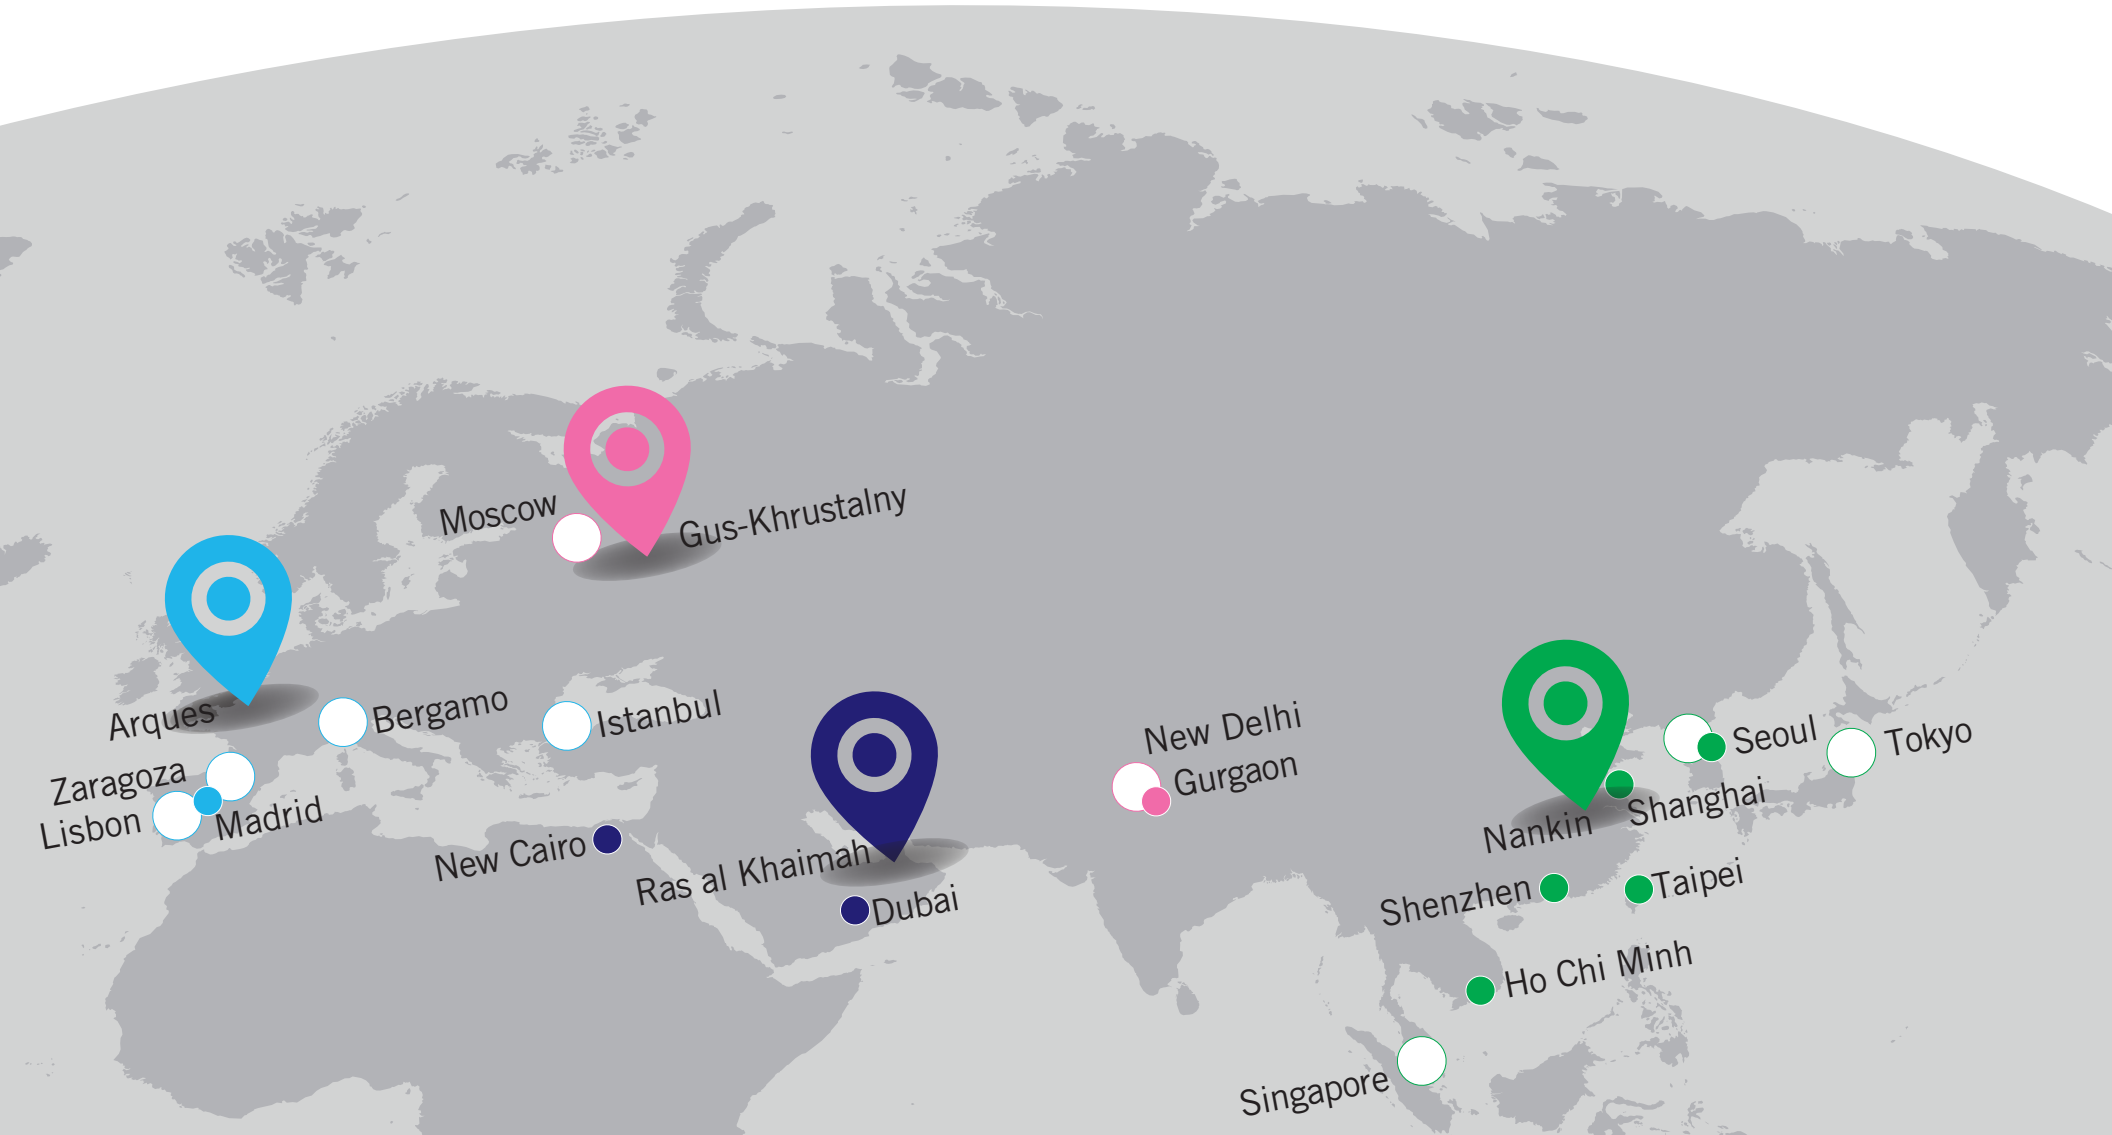 Moscow
Gus-Khrustalny
Arques
Bergamo
Istanbul
Zaragoza
Lisbon
Madrid
New Cairo
Ras al Khaimah
Dubai
New Delhi
Gurgaon
Seoul
Tokyo
Shanghai
Nankin
Shenzhen
Taipei
Ho Chi Minh
Singapore